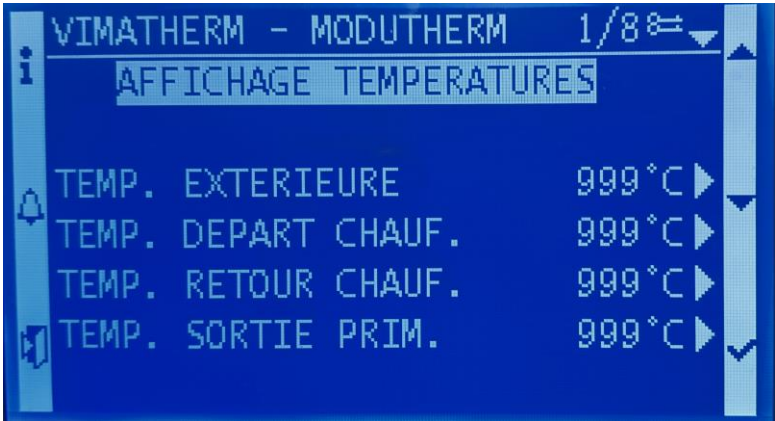 VIMATHERM - MODUTHERM 1/8
AFFICHAGE TEMPERATURES
TEMP. EXTERIEURE 999°C
TEMP. DEPART CHAUF. 999°C
TEMP. RETOUR CHAUF. 999°C
TEMP. SORTIE PRIM. 999°C